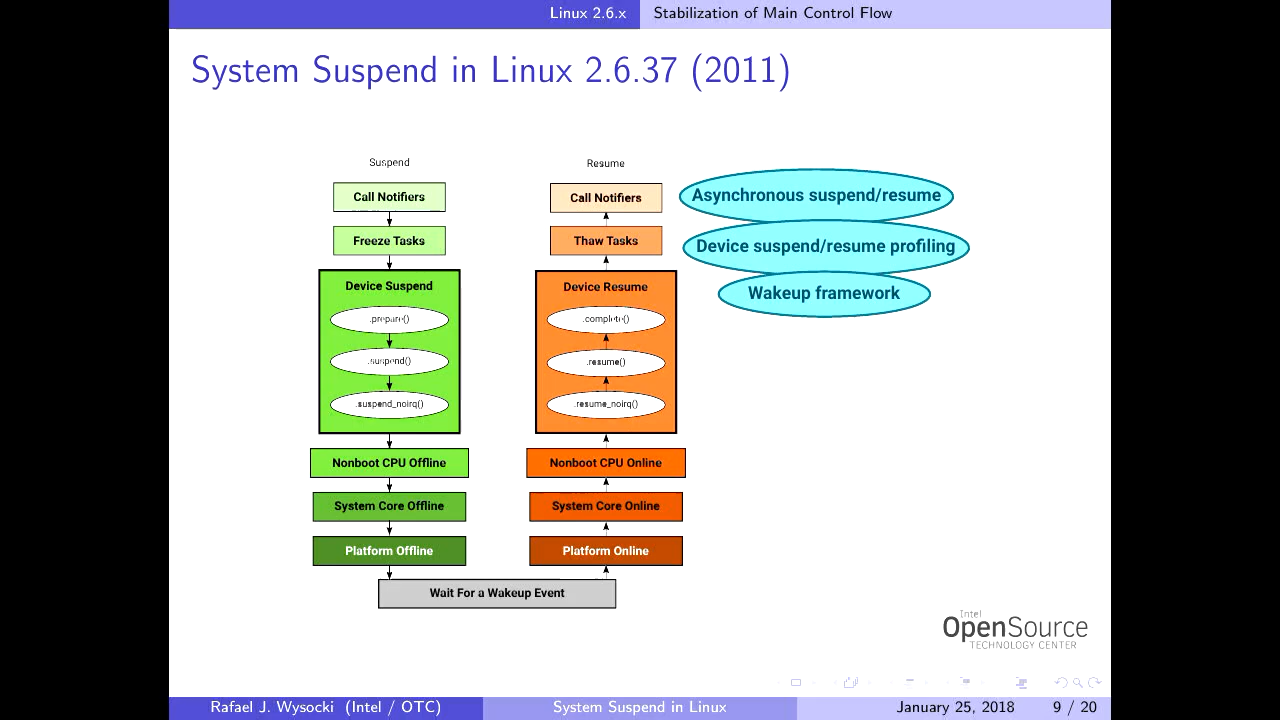 Linux 2.6.x
Stabilization of Main Control Flow
System Suspend in Linux 2.6.37 (2011)
Suspend
Call Notifiers
Freeze Tasks
Device Suspend
.prepare()
.suspend()
.suspend_noirq()
Nonboot CPU Offline
System Core Offline
Platform Offline
Resume
Call Notifiers
Thaw Tasks
Device Resume
.complete()
.resume()
.resume_noirq()
Nonboot CPU Online
System Core Online
Platform Online
Wait For a Wakeup Event
Asynchronous suspend/resume
Device suspend/resume profiling
Wakeup framework
Intel
OpenSource
TECHNOLOGY CENTER
Rafael J. Wysocki (Intel / OTC)
System Suspend in Linux
January 25, 2018
9 / 20